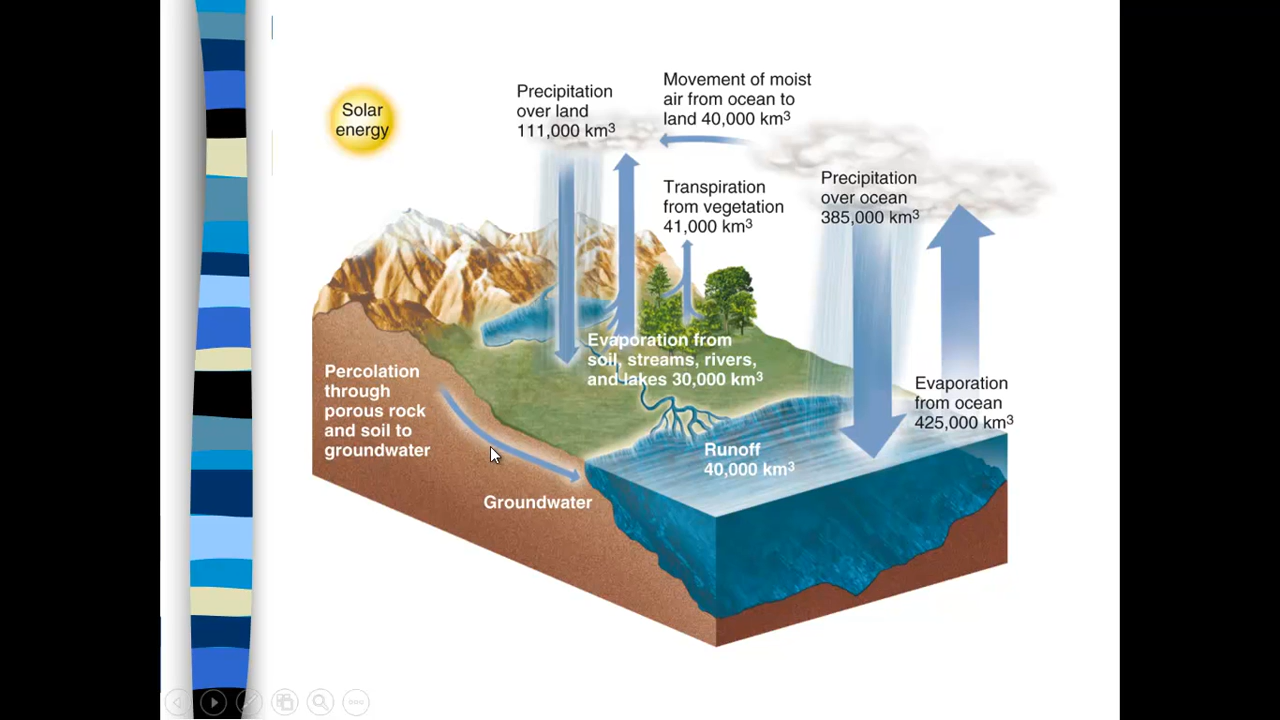 Solar
energy
Precipitation
over land
111,000 km³
Movement of moist
air from ocean to
land 40,000 km³
Transpiration
from vegetation
41,000 km³
Precipitation
over ocean
385,000 km³
Evaporation from
soil, streams, rivers,
and lakes 30,000 km³
Percolation
through
porous rock
and soil to
groundwater
Evaporation
from ocean
425,000 km³
Runoff
40,000 km³
Groundwater